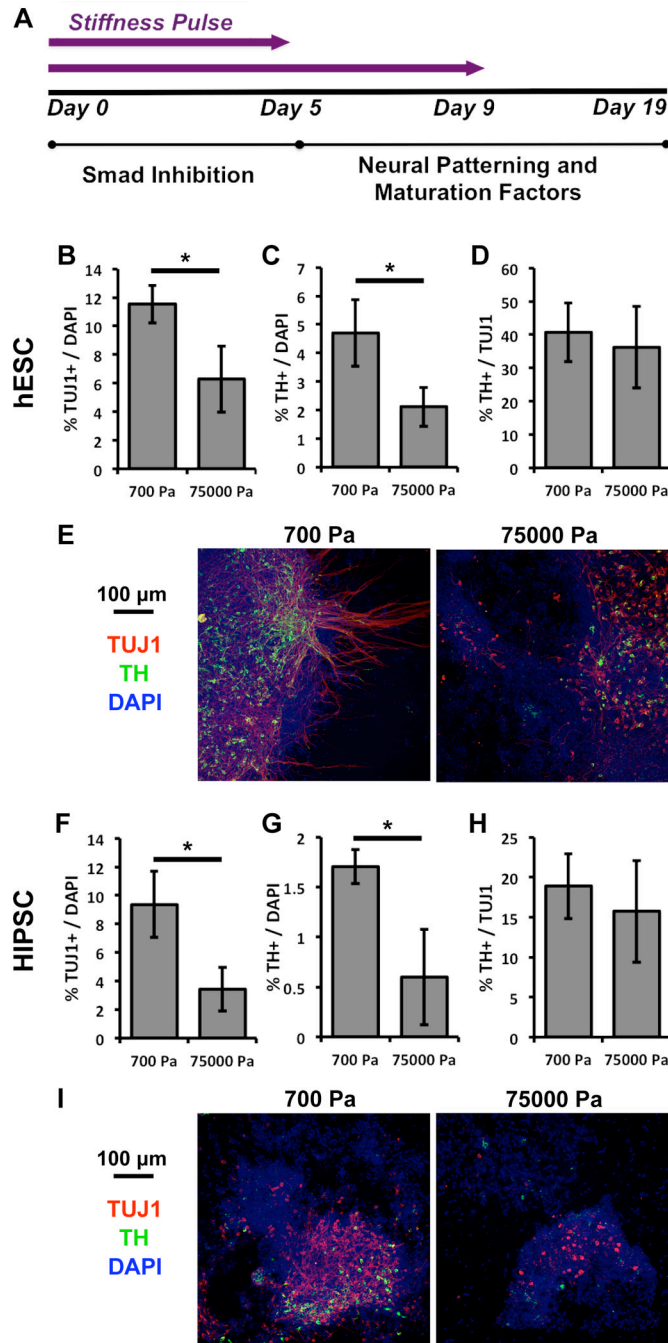 A
Stiffness Pulse
Day 0 Day 5 Day 9 Day 19
Smad Inhibition
Neural Patterning and
Maturation Factors
hESC
B
*
% TUJ1+ / DAPI
14
12
10
8
6
4
2
0
700 Pa 75000 Pa
C
*
% TH+ / DAPI
7
6
5
4
3
2
1
0
700 Pa 75000 Pa
D
% TH+ / TUJ1
60
50
40
30
20
10
0
700 Pa 75000 Pa
E
700 Pa 75000 Pa
100 µm
TUJ1
TH
DAPI
HIPSC
F
*
% TUJ1+ / DAPI
14
12
10
8
6
4
2
0
700 Pa 75000 Pa
G
*
% TH+ / DAPI
2
1.5
1
0.5
0
700 Pa 75000 Pa
H
% TH+ / TUJ1
25
20
15
10
5
0
700 Pa 75000 Pa
I
700 Pa 75000 Pa
100 µm
TUJ1
TH
DAPI